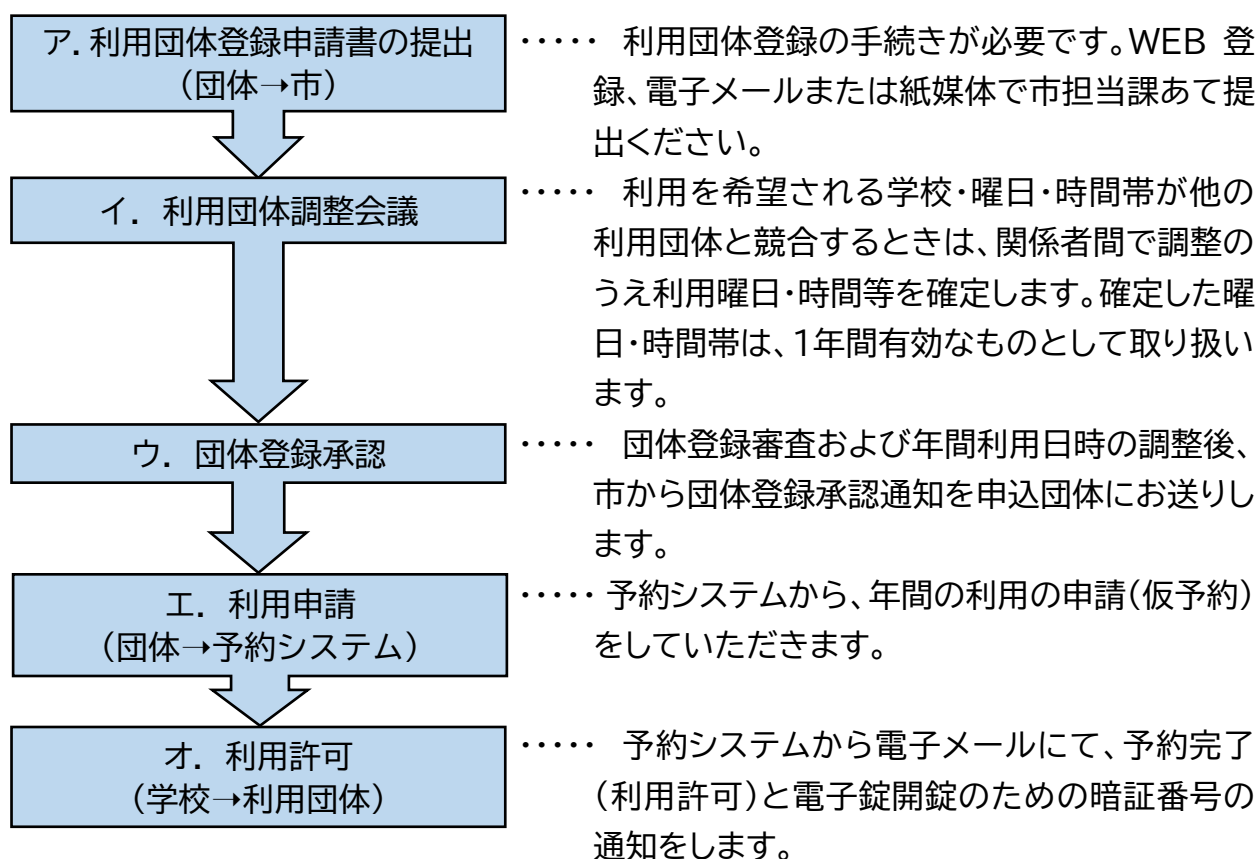 ア．利用団体登録申請書の提出
（団体→市）
・・・・・ 利用団体登録の手続きが必要です。WEB 登
録、電子メールまたは紙媒体で市担当課あて提
出ください。
イ． 利用団体調整会議
・・・・・ 利用を希望される学校・曜日・時間帯が他の
利用団体と競合するときは、関係者間で調整の
うえ利用曜日・時間等を確定します。確定した曜
日・時間帯は、1年間有効なものとして取り扱い
ます。
ウ． 団体登録承認
・・・・・ 団体登録審査および年間利用日時の調整後、
市から団体登録承認通知を申込団体にお送りし
ます。
エ． 利用申請
（団体→予約システム）
・・・・・ 予約システムから、年間の利用の申請（仮予約）
をしていただきます。
オ． 利用許可
（学校→利用団体）
・・・・・ 予約システムから電子メールにて、予約完了
（利用許可）と電子錠開錠のための暗証番号の
通知をします。